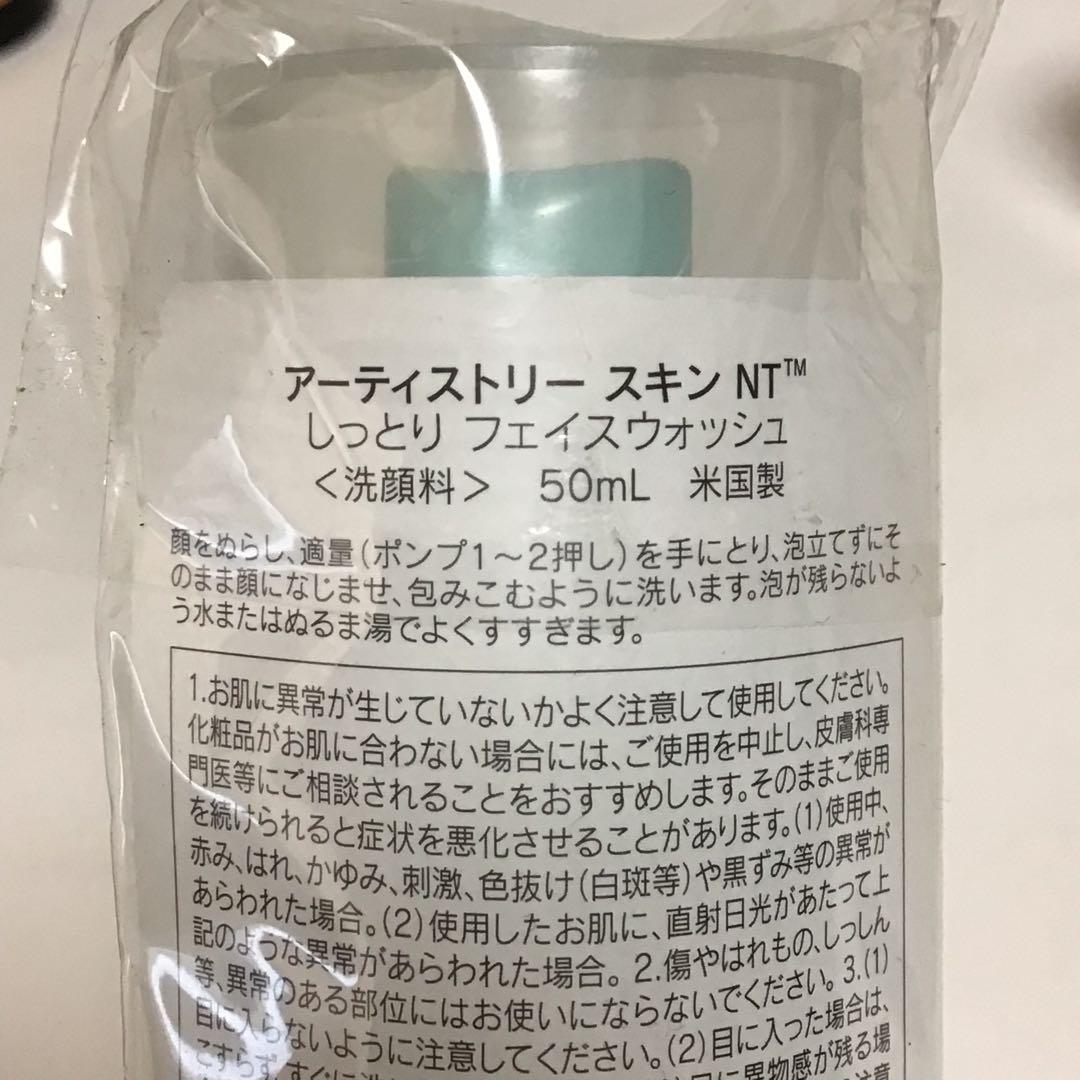 アーティストリー スキン NT™
しっとり フェイスウォッシュ
＜洗顔料＞　50mL　米国製
顔をぬらし、適量（ポンプ1～2押し）を手にとり、泡立てずにそ
のまま顔になじませ、包みこむように洗います。泡が残らないよ
う水またはぬるま湯でよくすすぎます。
1.お肌に異常が生じていないかよく注意して使用してください。
化粧品がお肌に合わない場合には、ご使用を中止し、皮膚科専
門医等にご相談されることをおすすめします。そのままご使用
を続けられると症状を悪化させることがあります。（1）使用中、
赤み、はれ、かゆみ、刺激、色抜け（白斑等）や黒ずみ等の異常が
あらわれた場合。（2）使用したお肌に、直射日光があたって上
記のような異常があらわれた場合。2.傷やはれもの、しっしん
等、異常のある部位にはお使いにならないでください。3.（1）
目に入らないように注意してください。（2）目に入った場合は、
こすらず、すぐに
に異物感が残る場